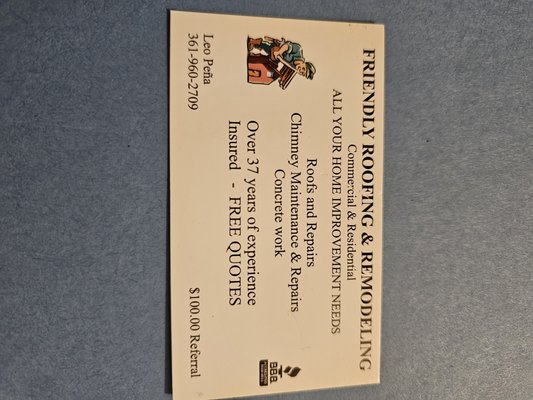 FRIENDLY ROOFING & REMODELING
Commercial & Residential
ALL YOUR HOME IMPROVEMENT NEEDS
Roofs and Repairs
Chimney Maintenance & Repairs
Concrete work
Over 37 years of experience
Insured - FREE QUOTES
Leo Peña
361-960-2709
$100.00 Referral
BBB